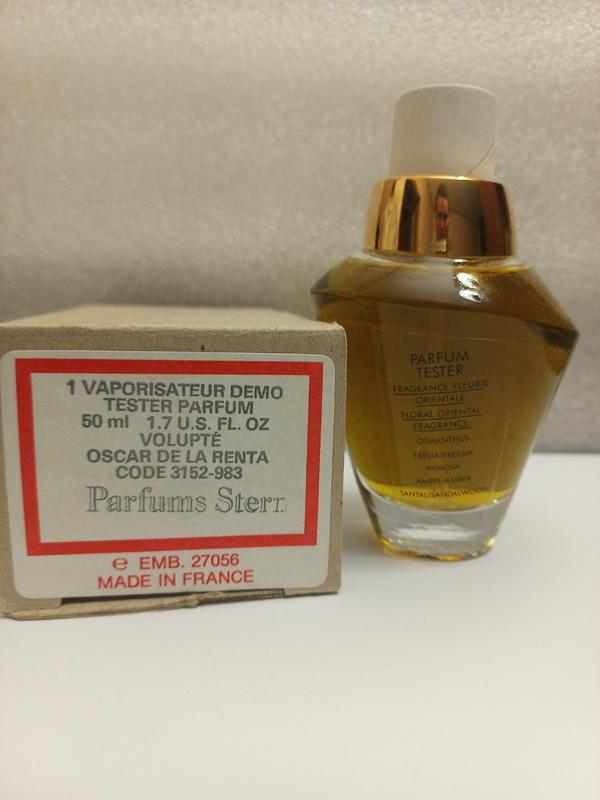 1 VAPORISATEUR DEMO
TESTER PARFUM
50 ml 1.7 U.S. FL. OZ
VOLUPTÉ
OSCAR DE LA RENTA
CODE 3152-983
Parfums Stern
e EMB. 27056
MADE IN FRANCE
PARFUM
TESTER
FRAGRANCE FLEURIE-
ORIENTALE
FLORAL ORIENTAL
FRAGRANCE:
OSMANTHUS
FRÉSIA/FREESIA
MIMOSA
AMBRE/AMBER
SANTAL/SANDALWOOD